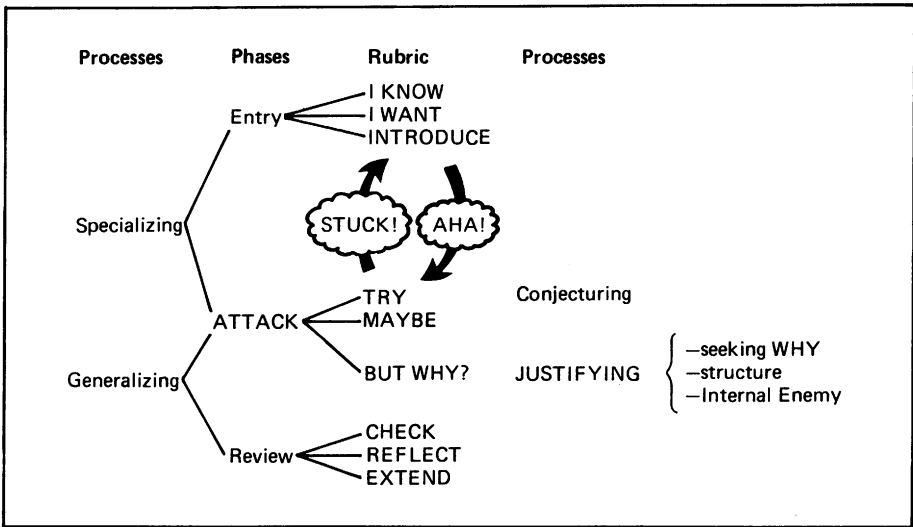 Processes Phases Rubric Processes
I KNOW
Entry I WANT
INTRODUCE
Specializing STUCK! AHA!
TRY Conjecturing
ATTACK MAYBE
—seeking WHY
Generalizing BUT WHY? JUSTIFYING —structure
—Internal Enemy
CHECK
Review REFLECT
EXTEND